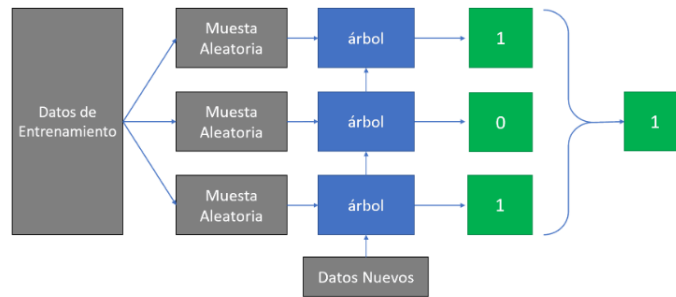 Datos de
Entrenamiento
Muesta
Aleatoria
árbol
1
Muesta
Aleatoria
árbol
0
1
Muesta
Aleatoria
árbol
1
Datos Nuevos